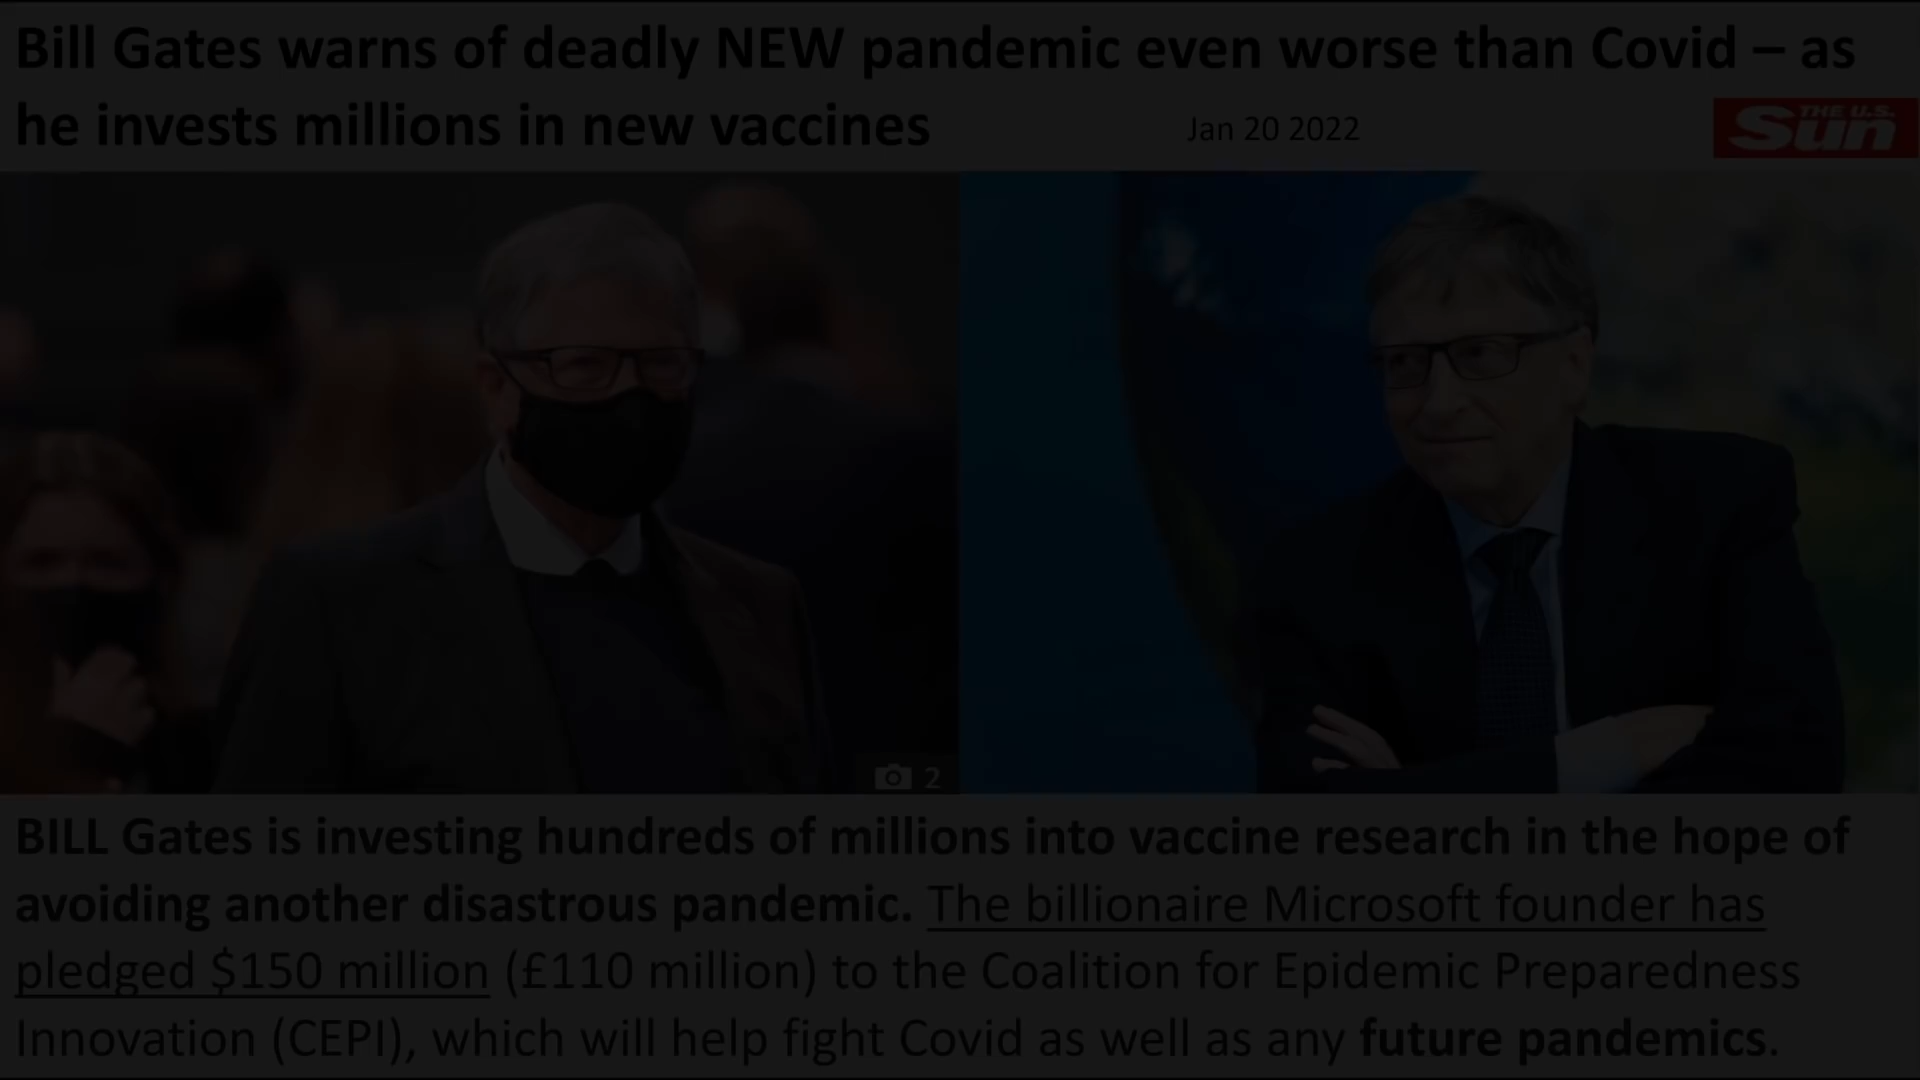 Bill Gates warns of deadly NEW pandemic even worse than Covid – as
he invests millions in new vaccines
Jan 20 2022
THE U.S.
Sun
2
BILL Gates is investing hundreds of millions into vaccine research in the hope of
avoiding another disastrous pandemic. The billionaire Microsoft founder has
pledged $150 million (£110 million) to the Coalition for Epidemic Preparedness
Innovation (CEPI), which will help fight Covid as well as any future pandemics.